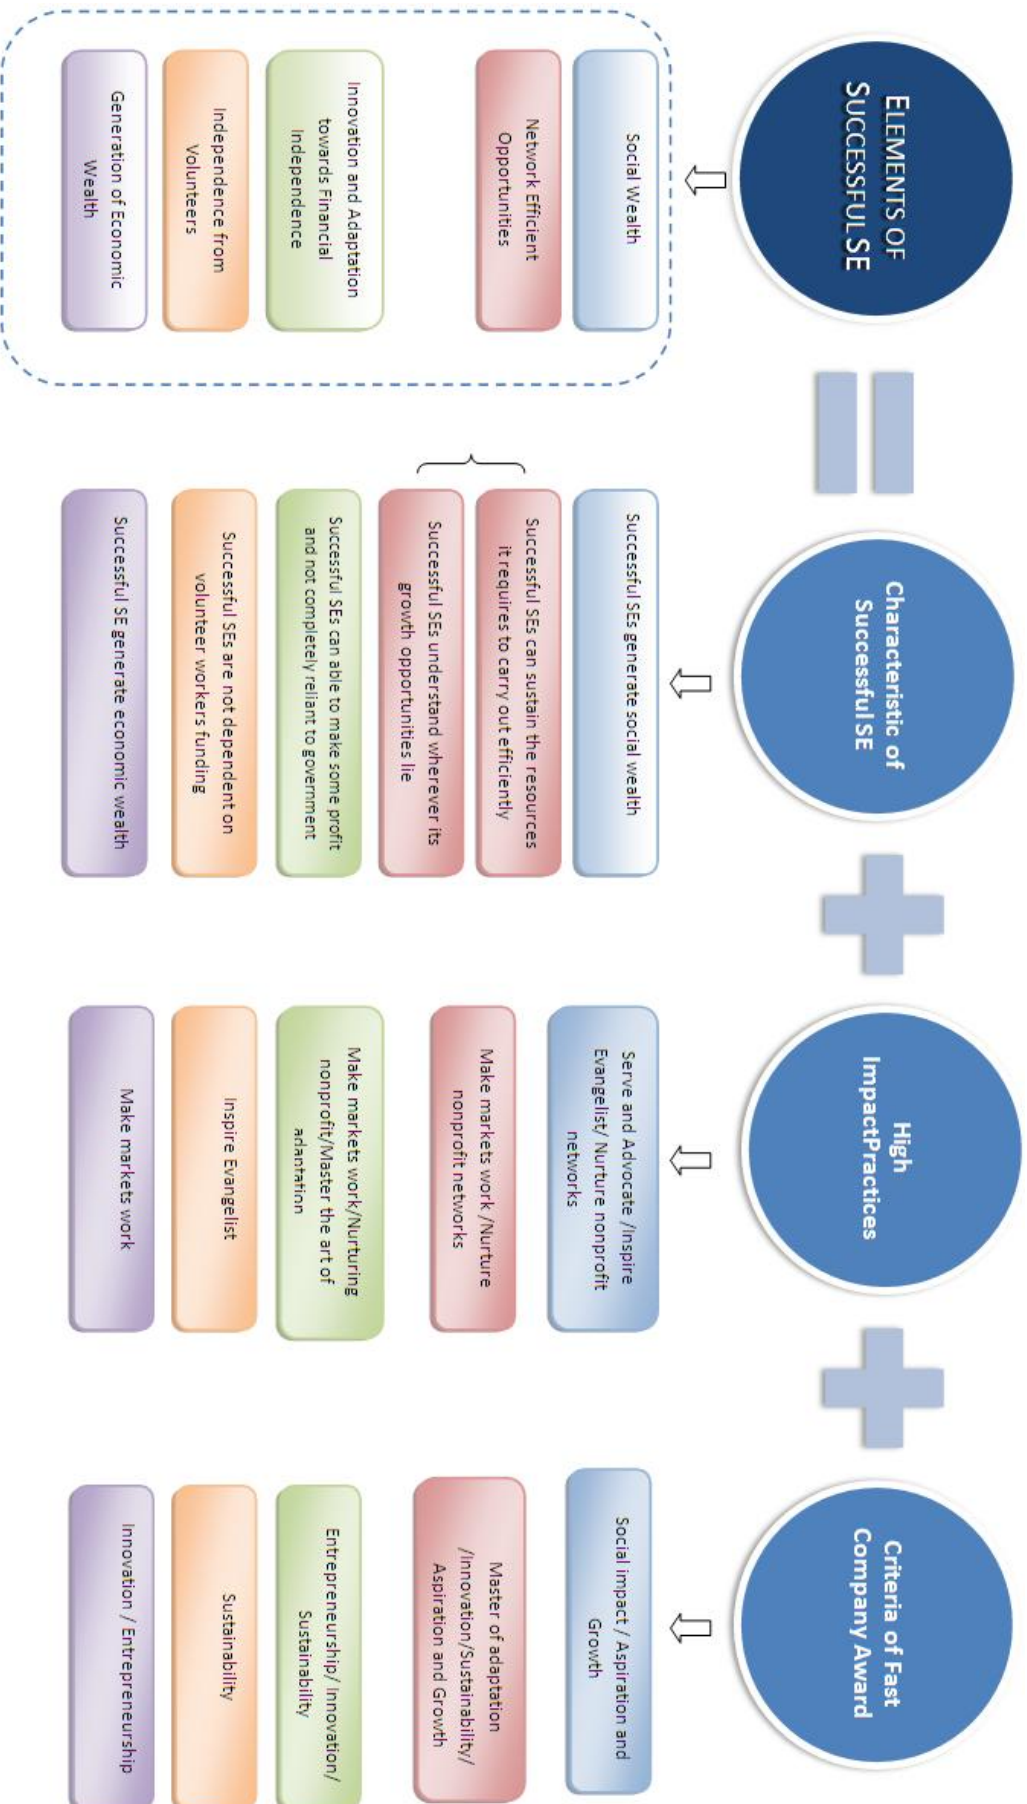 ELEMENTS OF
SUCCESSFUL SE
Social Wealth
Network Efficient
Opportunities
Innovation and Adaptation
towards Financial
Independence
Independence from
Volunteers
Generation of Economic
Wealth
Characteristic of
Successful SE
Successful SEs generate social wealth
Successful SEs can sustain the resources
it requires to carry out efficiently
Successful SEs understand wherever its
growth opportunities lie
Successful SEs can able to make some profit
and not completely reliant to government
Successful SEs are not dependent on
volunteer workers funding
Successful SE generate economic wealth
High
ImpactPractices
Serve and Advocate /Inspire
Evangelist/ Nurture nonprofit
networks
Make markets work /Nurture
nonprofit networks
Make markets work/Nurturing
nonprofit/Master the art of
adaptation
Inspire Evangelist
Make markets work
Criteria of Fast
Company Award
Social impact / Aspiration and
Growth
Master of adaptation
/Innovation/Sustainability/
Aspiration and Growth
Entrepreneurship/ Innovation/
Sustainability
Sustainability
Innovation / Entrepreneurship